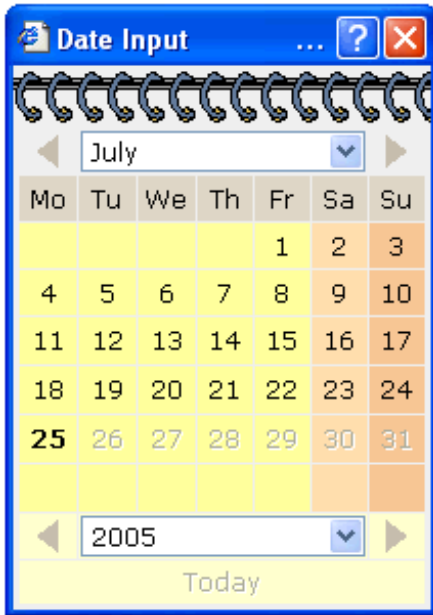 Date Input ... ?
July
Mo Tu We Th Fr Sa Su
1 2 3
4 5 6 7 8 9 10
11 12 13 14 15 16 17
18 19 20 21 22 23 24
25 26 27 28 29 30 31
2005
Today